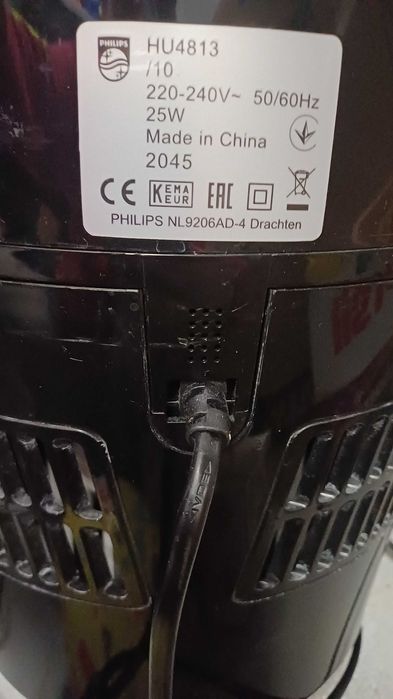 PHILIPS
HU4813
/10
220-240V~ 50/60Hz
25W
Made in China
2045
CE KEMA EUR EAC
PHILIPS NL9206AD-4 Drachten